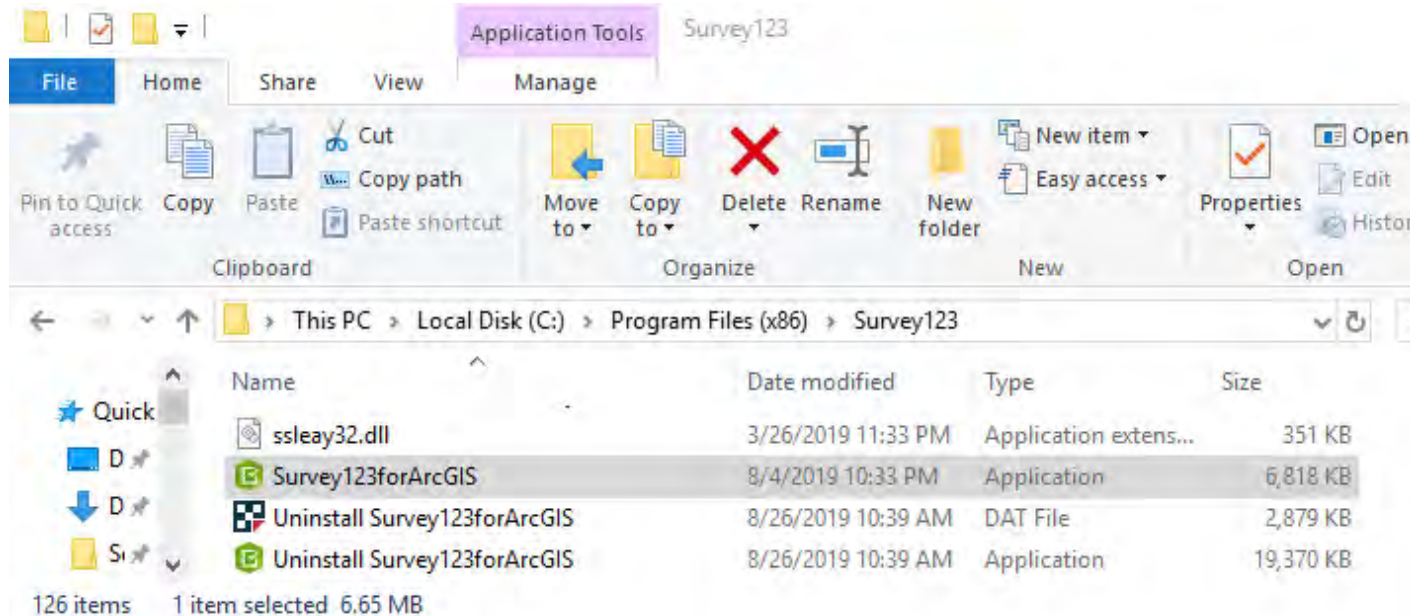 Application Tools Survey123
File Home Share View Manage
Pin to Quick access
Copy
Paste
Cut
Copy path
Paste shortcut
Move to
Copy to
Delete
Rename
New folder
New item
Easy access
Properties
Open
Edit
Clipboard Organize New Open
This PC > Local Disk (C:) > Program Files (x86) > Survey123
Name Date modified Type Size
Quick
D
D
ssleay32.dll 3/26/2019 11:33 PM Application extens... 351 KB
Survey123forArcGIS 8/4/2019 10:33 PM Application 6,818 KB
Uninstall Survey123forArcGIS 8/26/2019 10:39 AM DAT File 2,879 KB
Uninstall Survey123forArcGIS 8/26/2019 10:39 AM Application 19,370 KB
126 items 1 item selected 6.65 MB